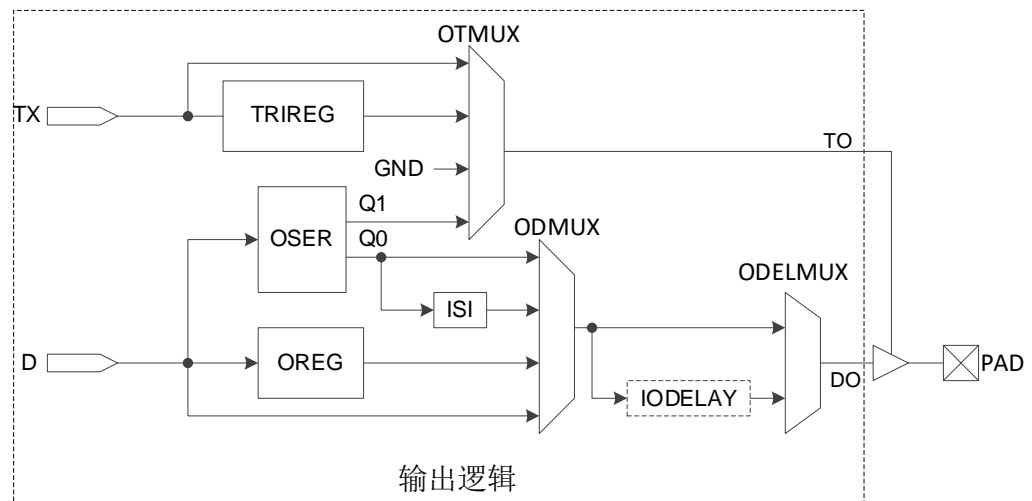 OTMUX
TX
TRIREG
TO
GND
Q1
OSER
Q0
ODMUX
ODELMUX
ISI
D
OREG
DO
PAD
IODELAY
输出逻辑